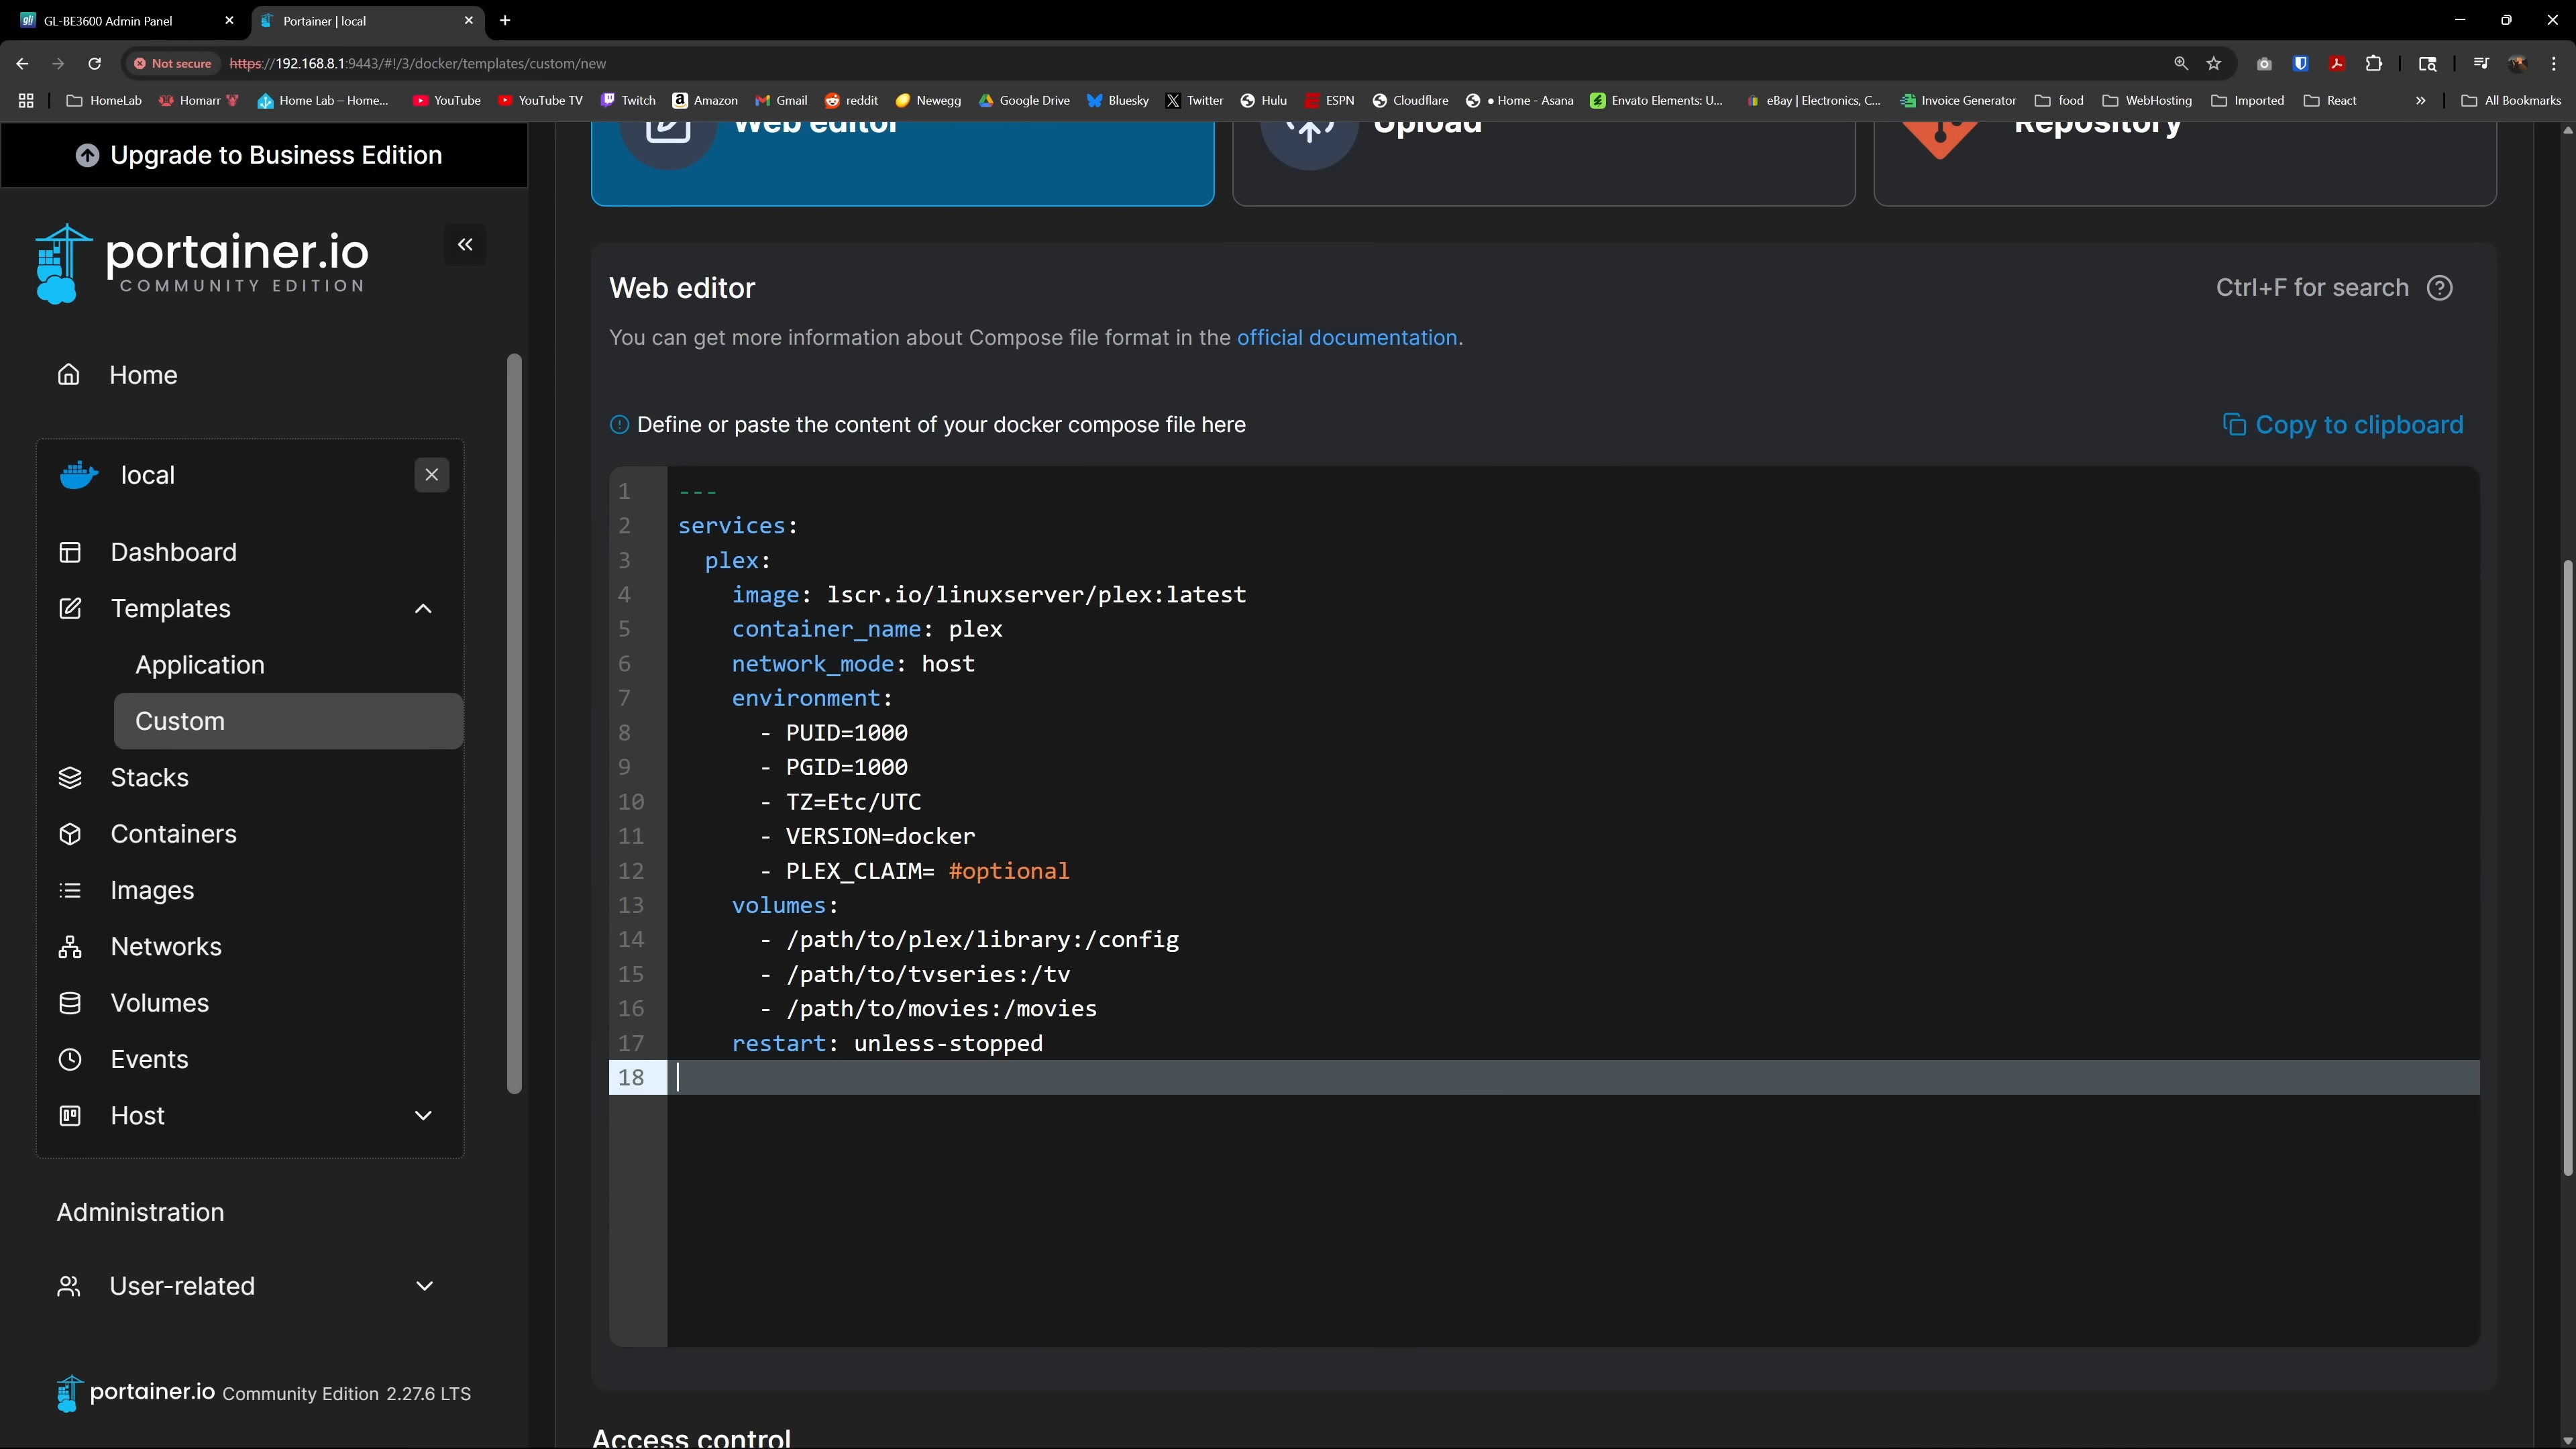 GL-BE3600 Admin Panel
Portainer | local
Not secure https://192.168.8.1:9443/#!/3/docker/templates/custom/new
HomeLab Homarr Home Lab – Home... YouTube YouTube TV Twitch Amazon Gmail reddit Newegg Google Drive Bluesky Twitter Hulu ESPN Cloudflare • Home - Asana Envato Elements: U... eBay | Electronics, C... Invoice Generator food WebHosting Imported React » All Bookmarks
Upgrade to Business Edition
portainer.io
COMMUNITY EDITION
Home
local
Dashboard
Templates
Application
Custom
Stacks
Containers
Images
Networks
Volumes
Events
Host
Administration
User-related
portainer.io Community Edition 2.27.6 LTS
Web editor
Upload
Repository
Web editor
Ctrl+F for search
You can get more information about Compose file format in the official documentation.
Define or paste the content of your docker compose file here
Copy to clipboard
1 ---
2 services:
3 plex:
4 image: lscr.io/linuxserver/plex:latest
5 container_name: plex
6 network_mode: host
7 environment:
8 - PUID=1000
9 - PGID=1000
10 - TZ=Etc/UTC
11 - VERSION=docker
12 - PLEX_CLAIM= #optional
13 volumes:
14 - /path/to/plex/library:/config
15 - /path/to/tvseries:/tv
16 - /path/to/movies:/movies
17 restart: unless-stopped
18
Access control